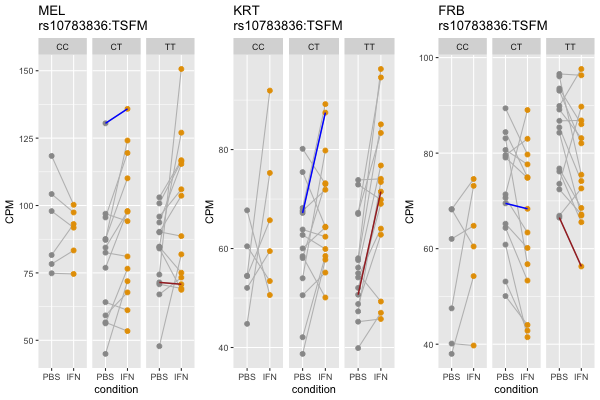 MEL
rs10783836:TSFM
CC CT TT
150
125
100
75
50
CPM
PBS IFN PBS IFN PBS IFN
condition
KRT
rs10783836:TSFM
CC CT TT
80
60
40
CPM
PBS IFN PBS IFN PBS IFN
condition
FRB
rs10783836:TSFM
CC CT TT
100
80
60
40
CPM
PBS IFN PBS IFN PBS IFN
condition